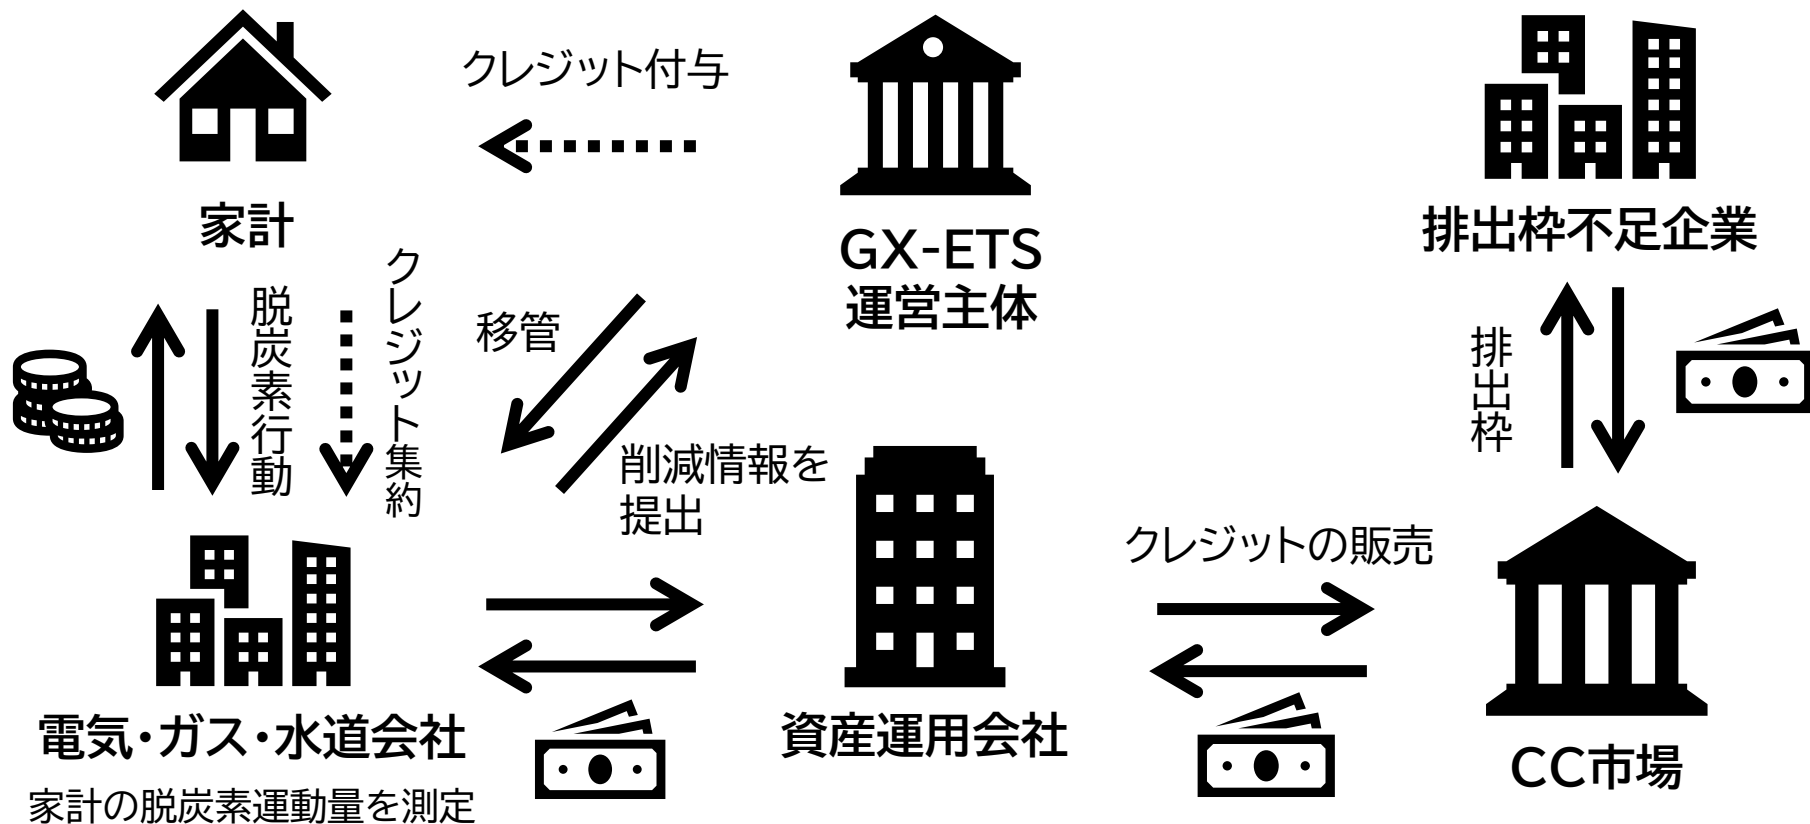 クレジット付与
家計
GX-ETS
運営主体
排出枠不足企業
脱炭素行動
クレジット集約
移管
削減情報を
提出
排出枠
クレジットの販売
電気・ガス・水道会社
家計の脱炭素運動量を測定
資産運用会社
CC市場